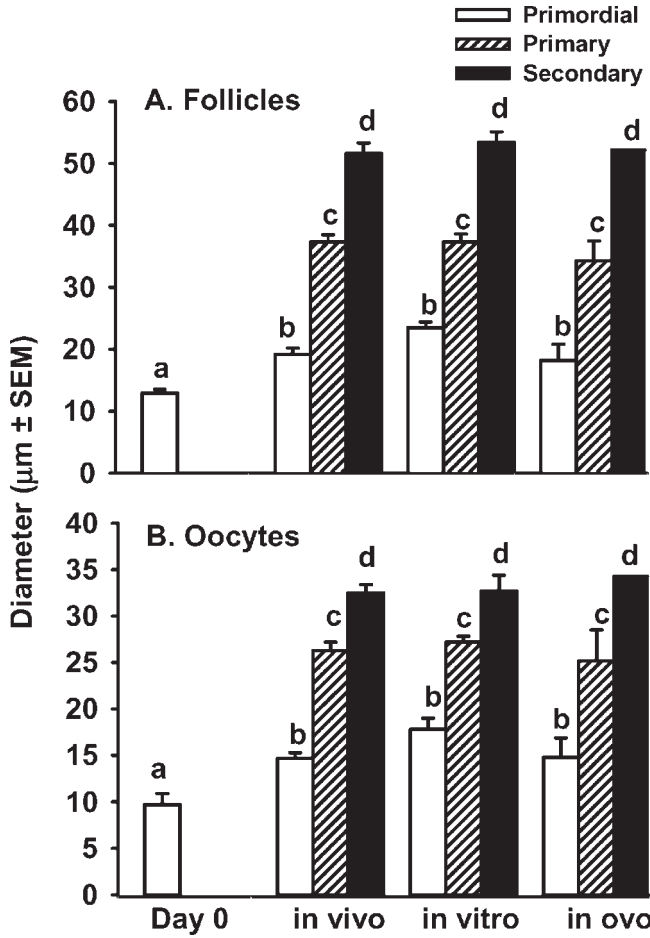 Primordial
Primary
Secondary
A. Follicles
60
50
40
30
20
10
0
a
b
c
d
b
c
d
b
c
d
Diameter (µm ± SEM)
B. Oocytes
40
35
30
25
20
15
10
5
0
a
b
c
d
b
c
d
b
c
d
Day 0 in vivo in vitro in ovo